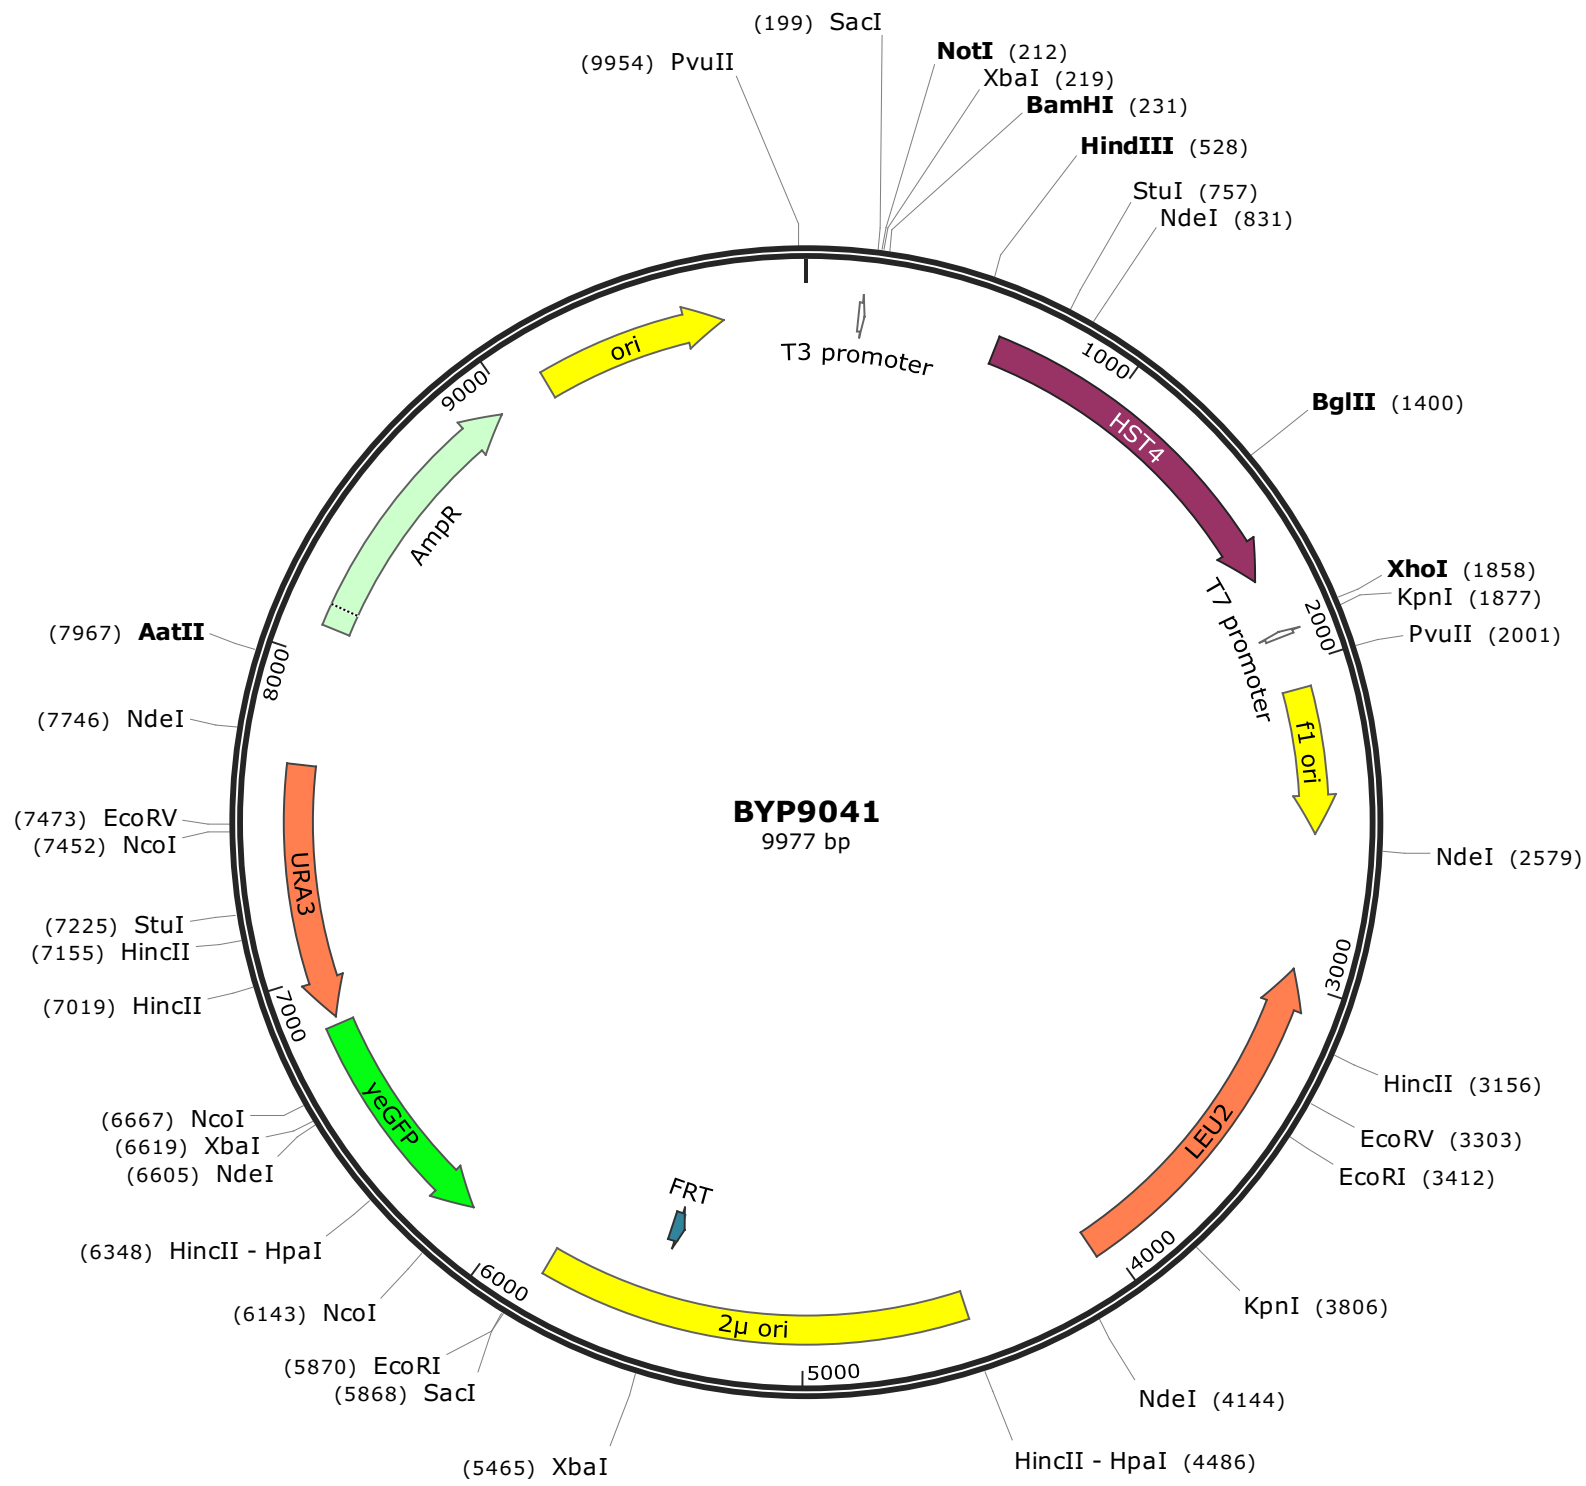 (199) SacI
(9954) PvuII
NotI (212)
XbaI (219)
BamHI (231)
HindIII (528)
StuI (757)
NdeI (831)
1000
BglII (1400)
XhoI (1858)
KpnI (1877)
2000
PvuII (2001)
NdeI (2579)
3000
HincII (3156)
EcoRV (3303)
EcoRI (3412)
KpnI (3806)
4000
NdeI (4144)
HincII - HpaI (4486)
5000
(5465) XbaI
(5868) SacI
(5870) EcoRI
6000
(6143) NcoI
(6348) HincII - HpaI
(6605) NdeI
(6619) XbaI
(6667) NcoI
7000
(7019) HincII
(7155) HincII
(7225) StuI
(7452) NcoI
(7473) EcoRV
(7746) NdeI
8000
(7967) AatII
9000
ori
T3 promoter
HST4
T7 promoter
f1 ori
LEU2
2μ ori
FRT
yeGFP
URA3
AmpR
BYP9041
9977 bp